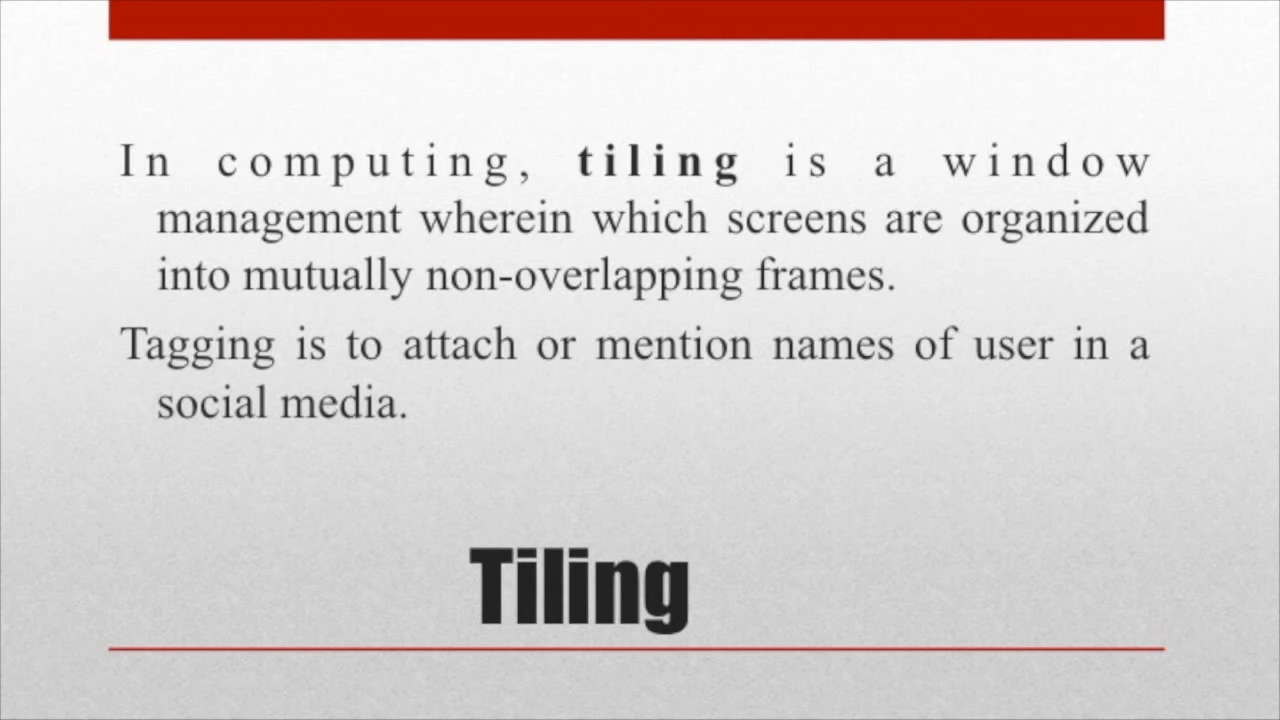 In computing, tiling is a window
management wherein which screens are organized
into mutually non-overlapping frames.
Tagging is to attach or mention names of user in a
social media.
Tiling